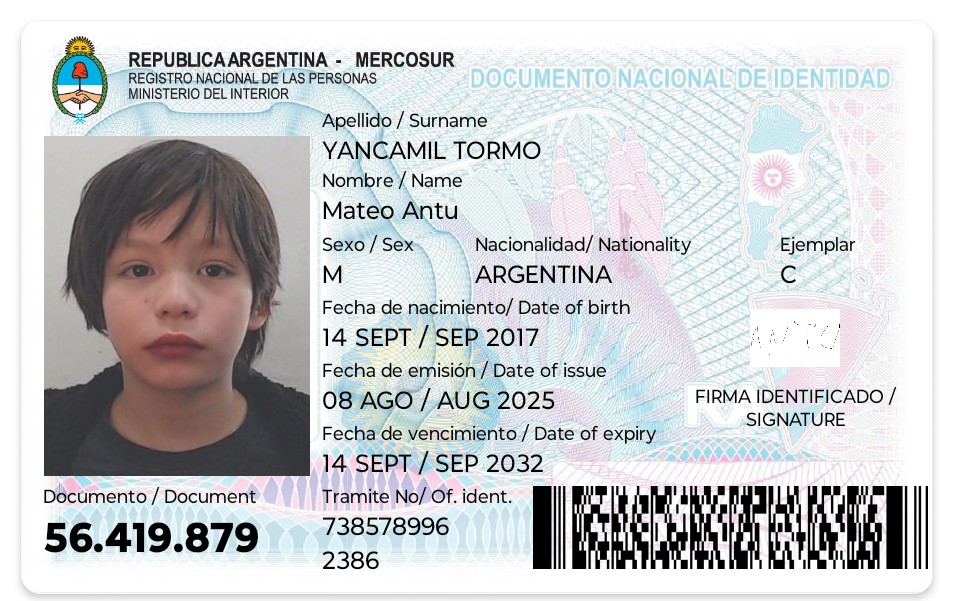 REPUBLICA ARGENTINA - MERCOSUR
REGISTRO NACIONAL DE LAS PERSONAS
MINISTERIO DEL INTERIOR
DOCUMENTO NACIONAL DE IDENTIDAD
Apellido / Surname
YANCAMIL TORMO
Nombre / Name
Mateo Antu
Sexo / Sex Nacionalidad/ Nationality Ejemplar
M ARGENTINA C
Fecha de nacimiento/ Date of birth
14 SEPT / SEP 2017
Fecha de emisión / Date of issue
08 AGO / AUG 2025
Fecha de vencimiento / Date of expiry
14 SEPT / SEP 2032
FIRMA IDENTIFICADO /
SIGNATURE
Documento / Document
56.419.879
Tramite No/ Of. ident.
738578996
2386